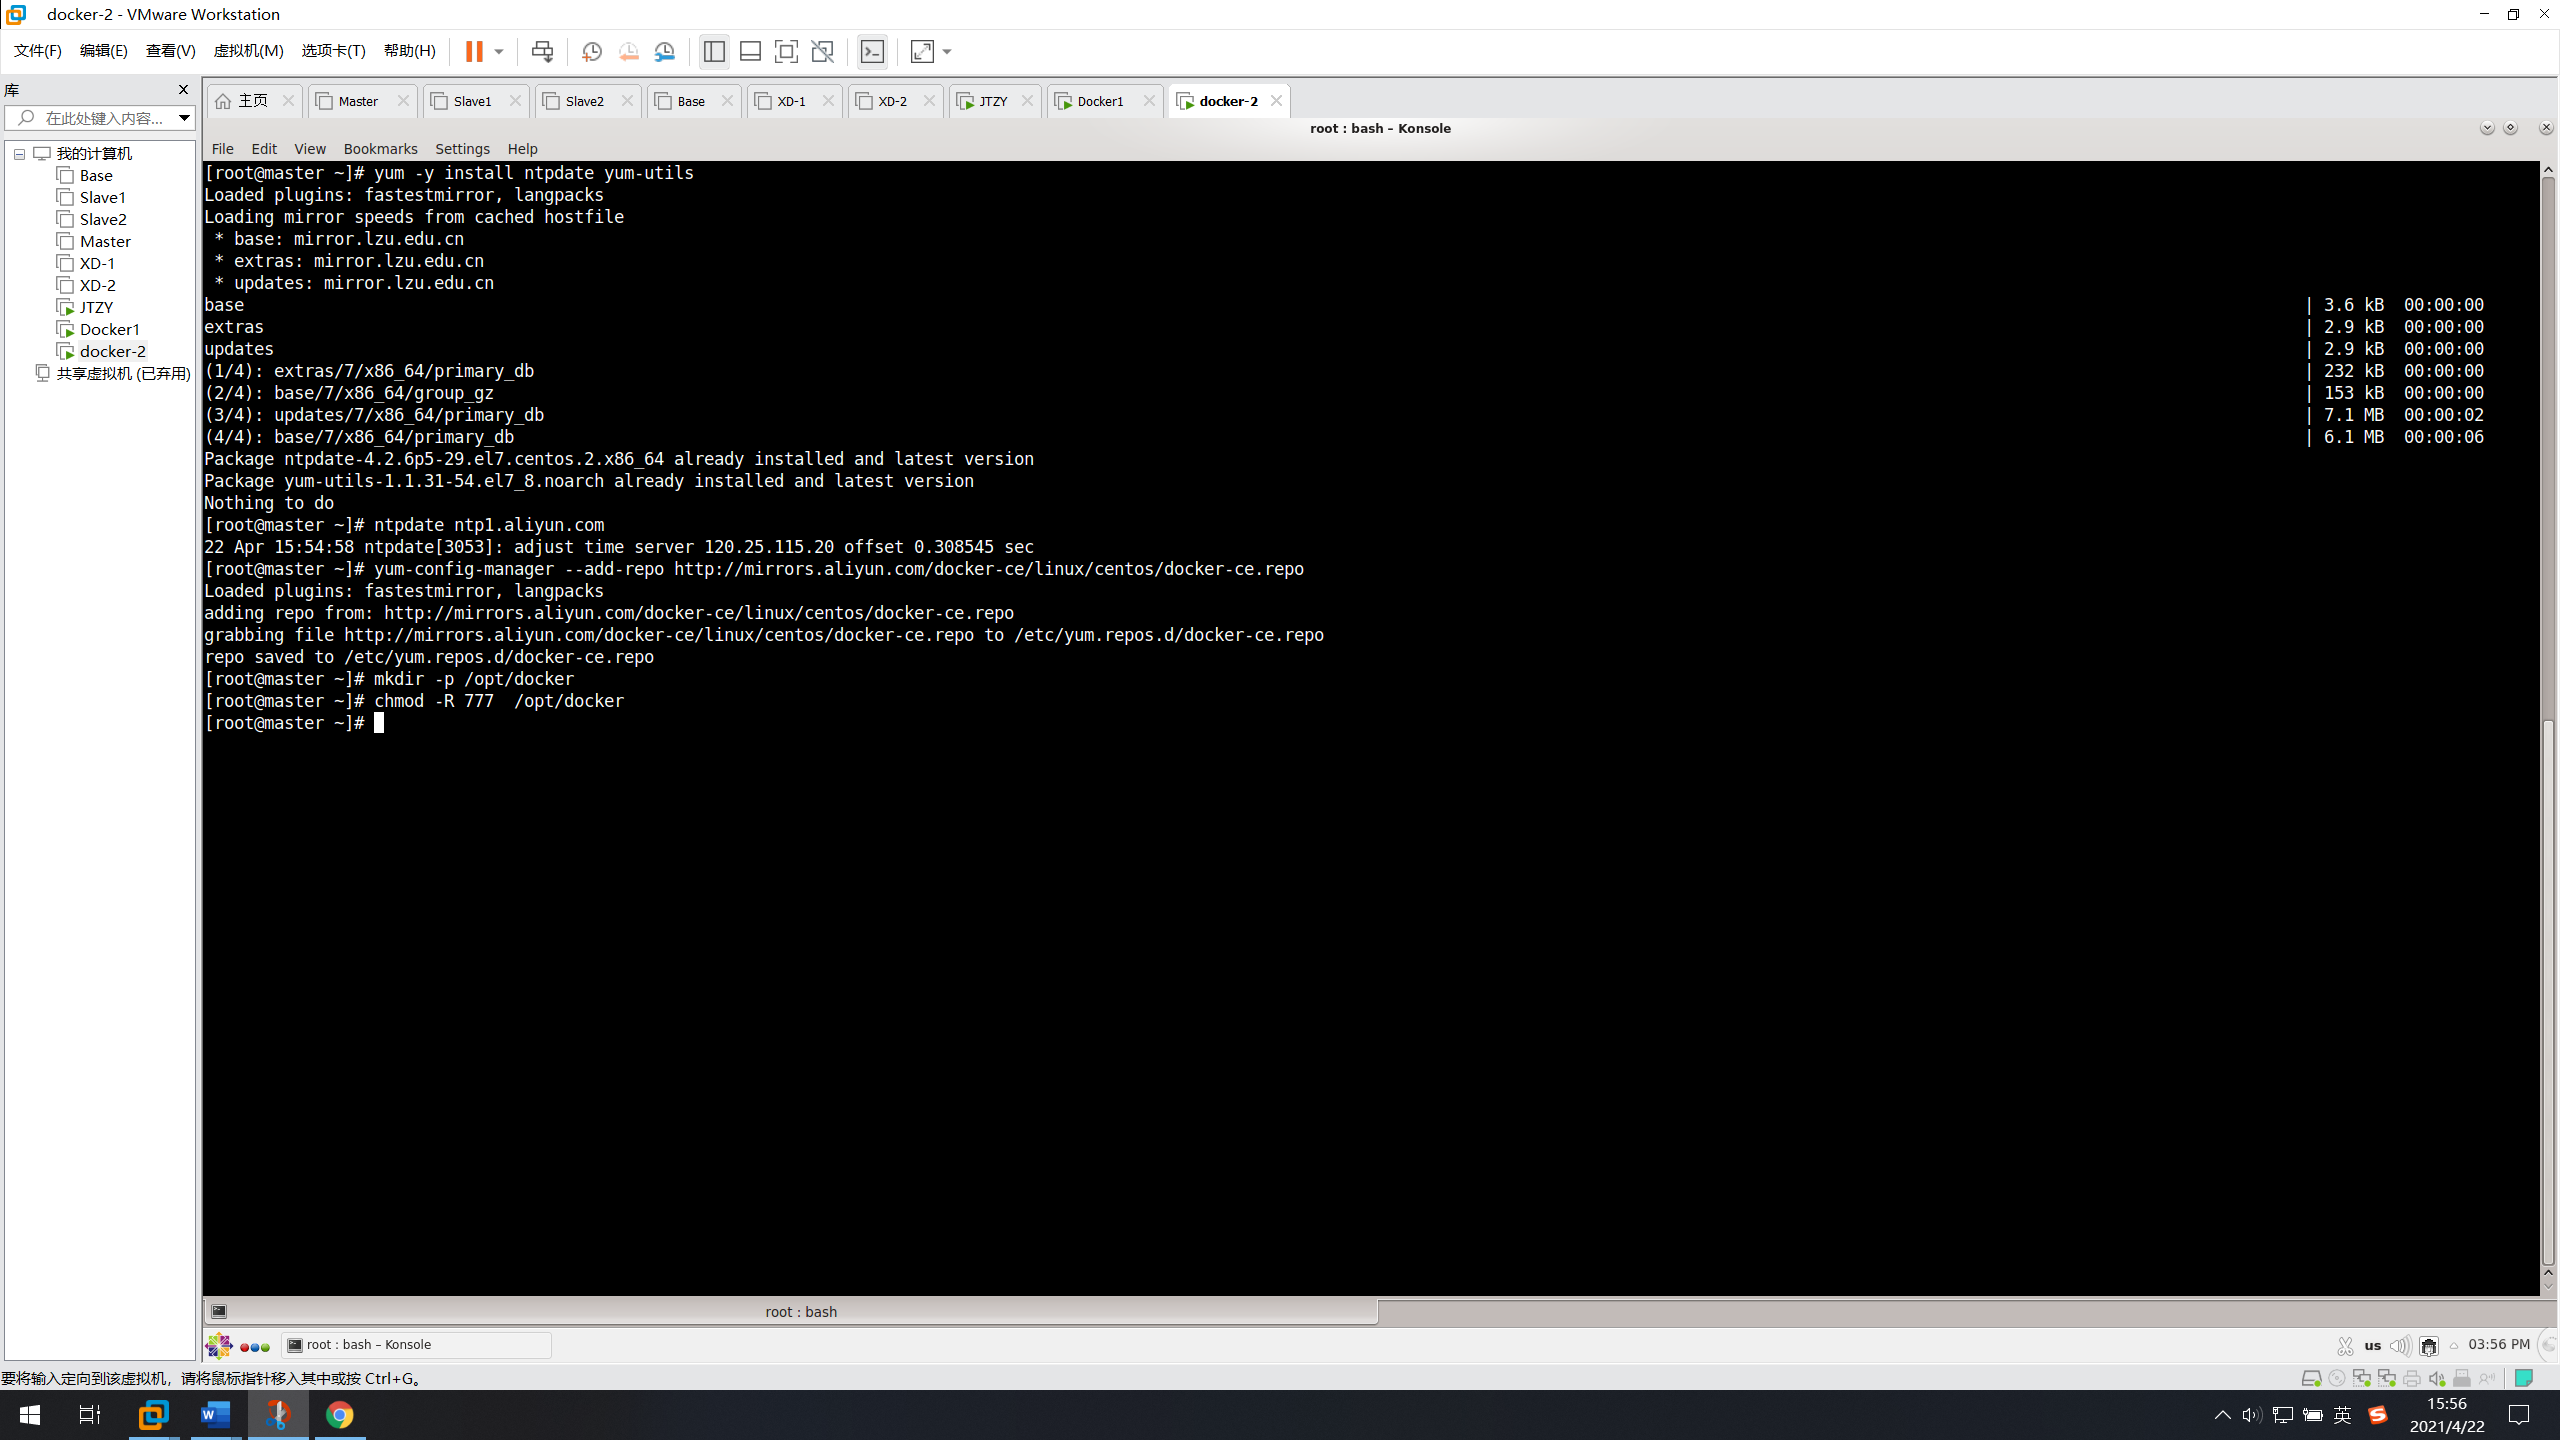 docker-2 - VMware Workstation
文件(F) 编辑(E) 查看(V) 虚拟机(M) 选项卡(T) 帮助(H)
库
在此处键入内容...
我的计算机
Base
Slave1
Slave2
Master
XD-1
XD-2
JTZY
Docker1
docker-2
共享虚拟机 (已弃用)
主页 Master Slave1 Slave2 Base XD-1 XD-2 JTZY Docker1 docker-2
root : bash – Konsole
File Edit View Bookmarks Settings Help
[root@master ~]# yum -y install ntpdate yum-utils
Loaded plugins: fastestmirror, langpacks
Loading mirror speeds from cached hostfile
 * base: mirror.lzu.edu.cn
 * extras: mirror.lzu.edu.cn
 * updates: mirror.lzu.edu.cn
base | 3.6 kB 00:00:00
extras | 2.9 kB 00:00:00
updates | 2.9 kB 00:00:00
(1/4): extras/7/x86_64/primary_db | 232 kB 00:00:00
(2/4): base/7/x86_64/group_gz | 153 kB 00:00:00
(3/4): updates/7/x86_64/primary_db | 7.1 MB 00:00:02
(4/4): base/7/x86_64/primary_db | 6.1 MB 00:00:06
Package ntpdate-4.2.6p5-29.el7.centos.2.x86_64 already installed and latest version
Package yum-utils-1.1.31-54.el7_8.noarch already installed and latest version
Nothing to do
[root@master ~]# ntpdate ntp1.aliyun.com
22 Apr 15:54:58 ntpdate[3053]: adjust time server 120.25.115.20 offset 0.308545 sec
[root@master ~]# yum-config-manager --add-repo http://mirrors.aliyun.com/docker-ce/linux/centos/docker-ce.repo
Loaded plugins: fastestmirror, langpacks
adding repo from: http://mirrors.aliyun.com/docker-ce/linux/centos/docker-ce.repo
grabbing file http://mirrors.aliyun.com/docker-ce/linux/centos/docker-ce.repo to /etc/yum.repos.d/docker-ce.repo
repo saved to /etc/yum.repos.d/docker-ce.repo
[root@master ~]# mkdir -p /opt/docker
[root@master ~]# chmod -R 777  /opt/docker
[root@master ~]#
root : bash
root : bash – Konsole
us
03:56 PM
要将输入定向到该虚拟机，请将鼠标指针移入其中或按 Ctrl+G。
英
15:56
2021/4/22